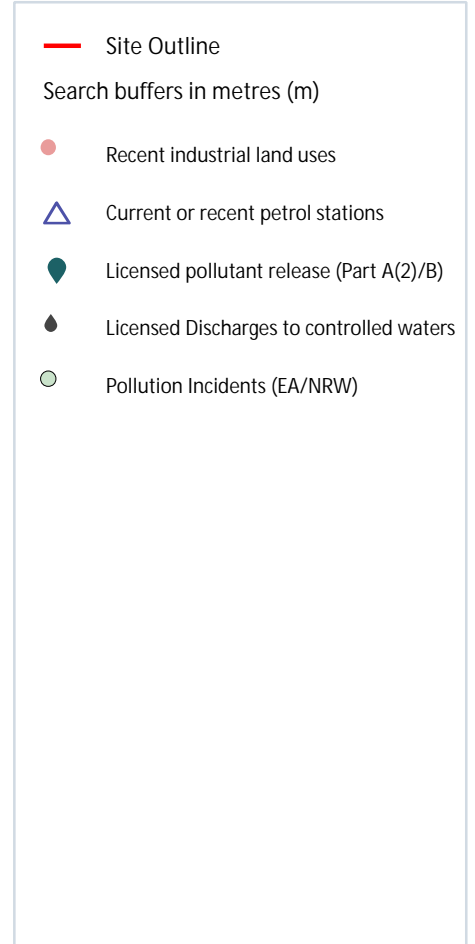 Site Outline
Search buffers in metres (m)
Recent industrial land uses
Current or recent petrol stations
Licensed pollutant release (Part A(2)/B)
Licensed Discharges to controlled waters
Pollution Incidents (EA/NRW)